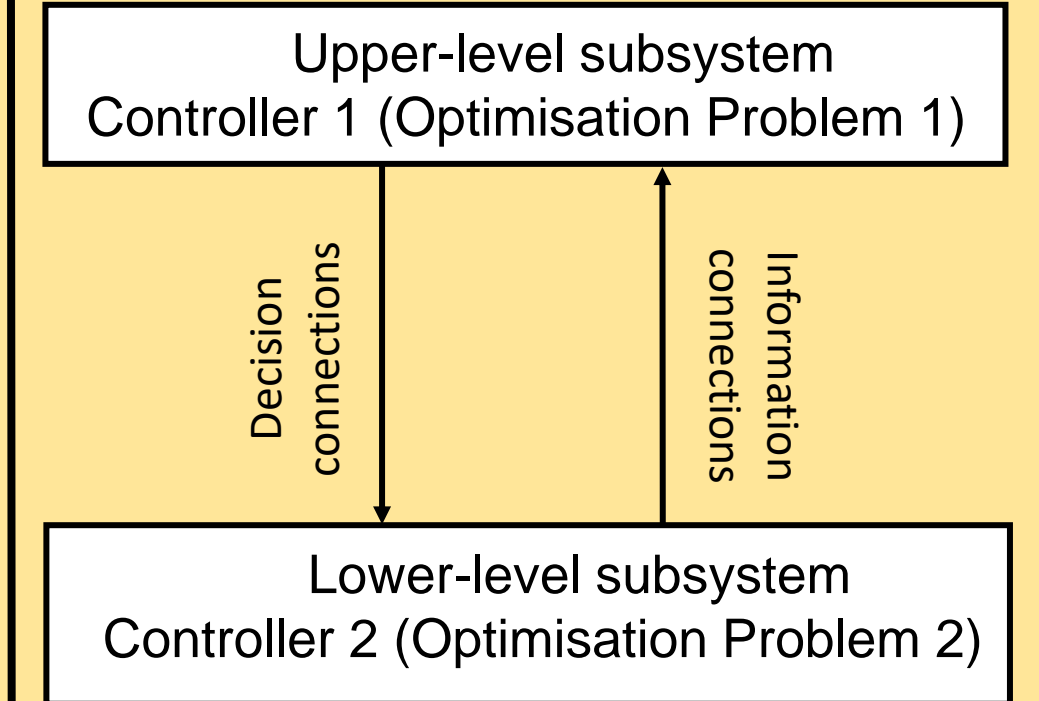 Upper-level subsystem
Controller 1 (Optimisation Problem 1)
Decision
connections
Information
connections
Lower-level subsystem
Controller 2 (Optimisation Problem 2)